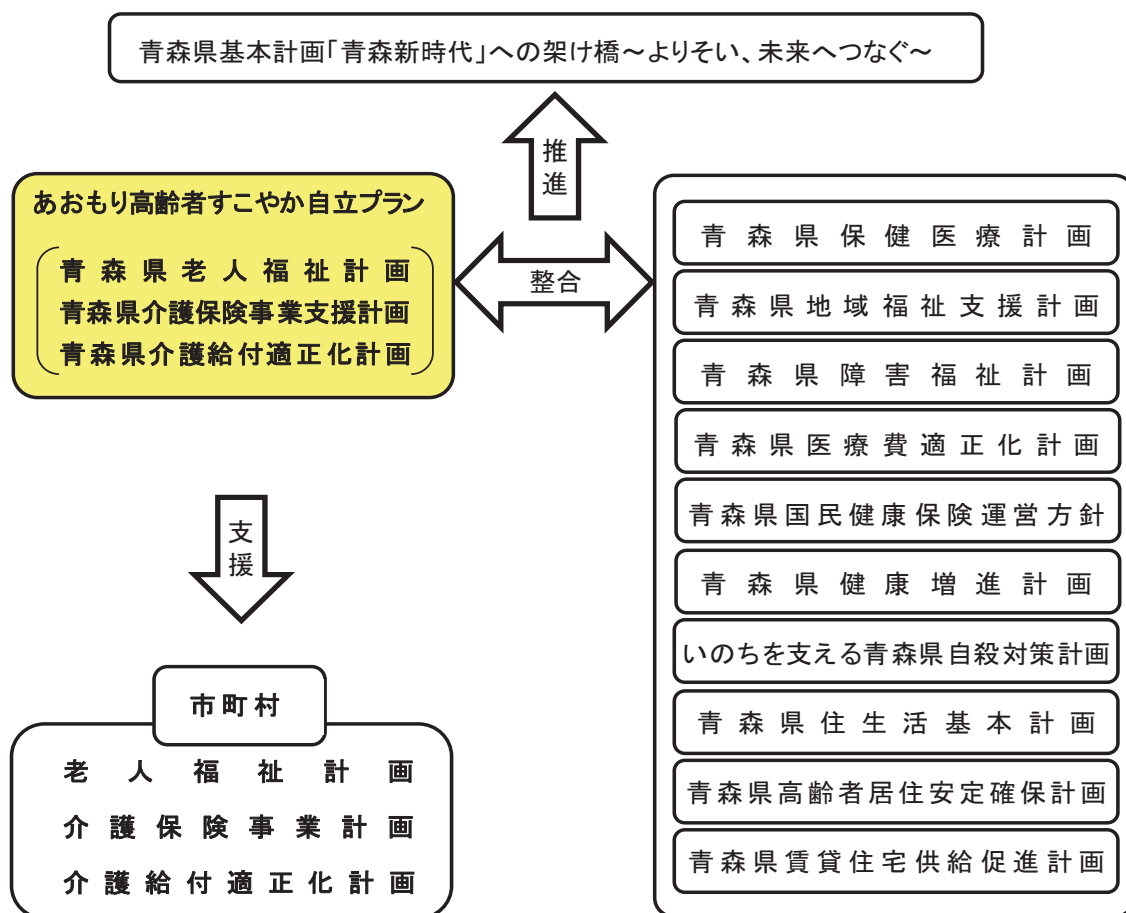 青森県基本計画「青森新時代」への架け橋～よりそい、未来へつなぐ～
推進
あおもり高齢者すこやか自立プラン
青森県老人福祉計画
青森県介護保険事業支援計画
青森県介護給付適正化計画
整合
青森県保健医療計画
青森県地域福祉支援計画
青森県障害福祉計画
青森県医療費適正化計画
青森県国民健康保険運営方針
青森県健康増進計画
いのちを支える青森県自殺対策計画
青森県住生活基本計画
青森県高齢者居住安定確保計画
青森県賃貸住宅供給促進計画
支援
市町村
老人福祉計画
介護保険事業計画
介護給付適正化計画